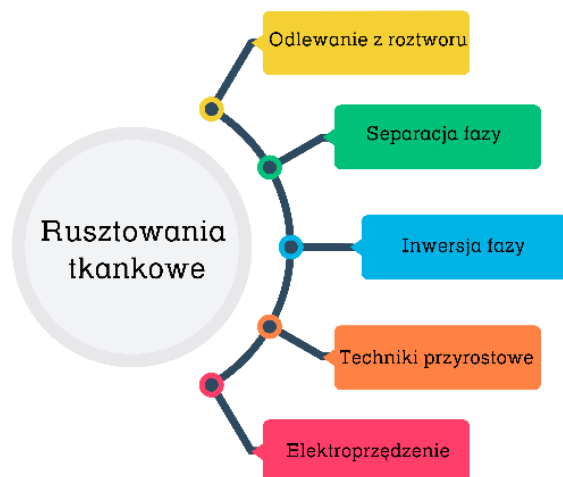 Odlewanie z roztworu
Separacja fazy
Rusztowania
tkankowe
Inwersja fazy
Techniki przyrostowe
Elektroprzędzenie